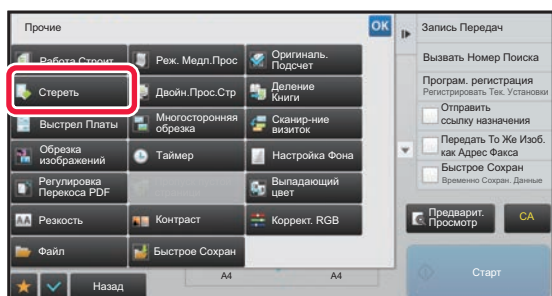 Прочие
OK
Работа Строит
Реж. Медл.Прос
Оригиналь.
Подсчет
Стереть
Двойн.Прос.Стр
Деление
Книги
Выстрел Платы
Многосторонняя
обрезка
Сканир-ние
визиток
Обрезка
изображений
Таймер
Настройка Фона
Регулировка
Перекоса PDF
Выпадающий
цвет
AA
Резкость
Контраст
Коррект. RGB
Файл
Быстрое Сохран
Назад
A4
A4
Запись Передач
Вызвать Номер Поиска
Програм. регистрация
Регистрировать Тек. Установки
Отправить
ссылку назначения
Передать То Же Изоб.
как Адрес Факса
Быстрое Сохран
Временно Сохран. Данные
Предварит.
Просмотр
CA
Старт